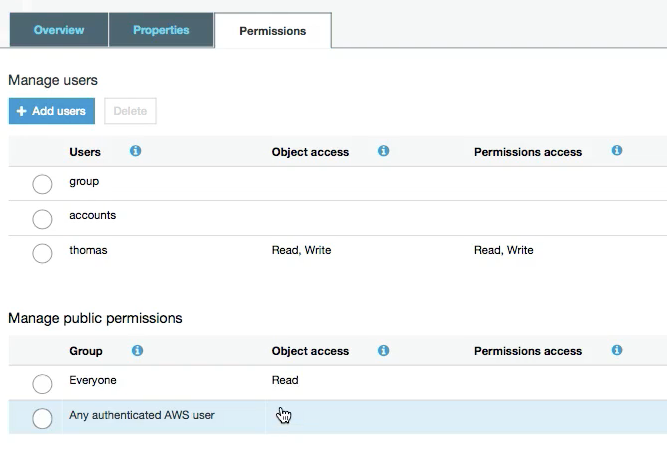 Overview Properties Permissions
Manage users
+ Add users Delete
Users Object access Permissions access
group
accounts
thomas Read, Write Read, Write
Manage public permissions
Group Object access Permissions access
Everyone Read
Any authenticated AWS user